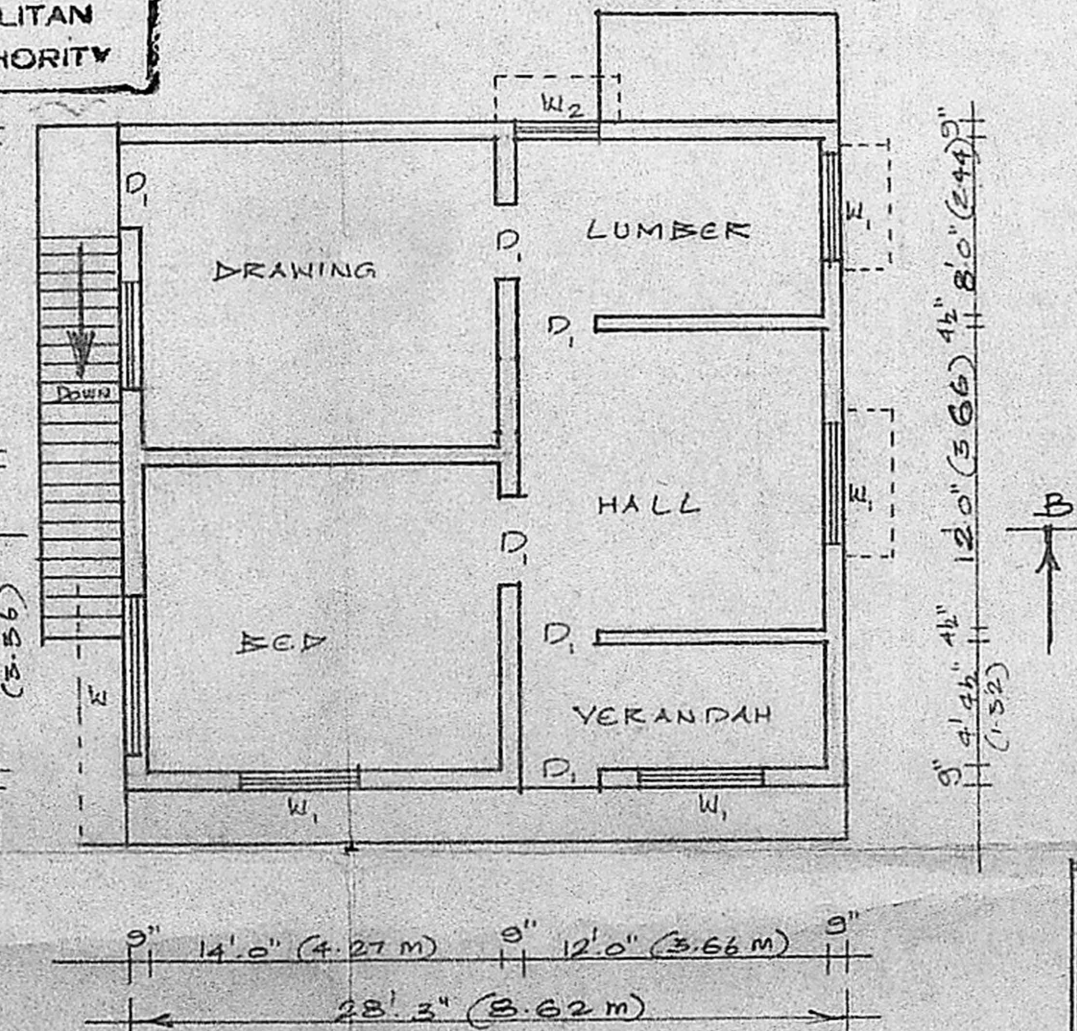 LITAN
HORITY
W2
D1
D1
LUMBER
W1
DRAWING
D1
DOWN
HALL
W1
B
D1
BED
D1
VERANDAH
W
D1
W1
W1
9" 8'.0" (2.44) 4½" 12'.0" (3.66) 4½" 4'.4½" (1.32) 9"
(3.56)
9" 14'.0" (4.27 m) 9" 12'.0" (3.66 m) 9"
28'.3" (8.62 m)